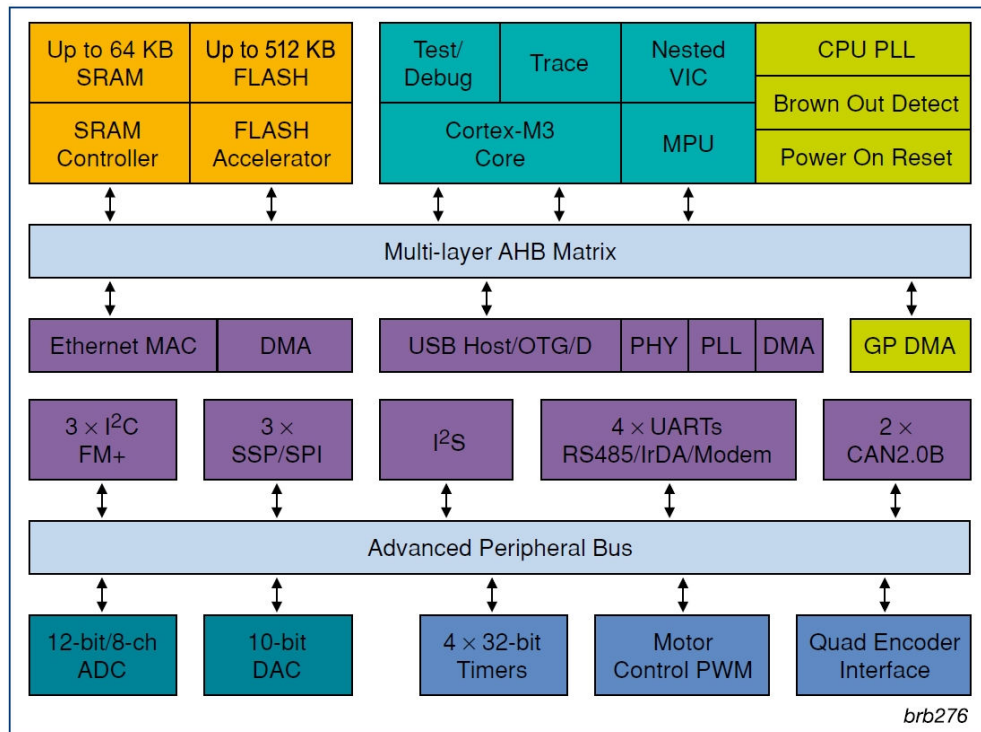 Up to 64 KB
SRAM
Up to 512 KB
FLASH
SRAM
Controller
FLASH
Accelerator
Test/
Debug
Trace
Nested
VIC
Cortex-M3
Core
MPU
CPU PLL
Brown Out Detect
Power On Reset
Multi-layer AHB Matrix
Ethernet MAC
DMA
USB Host/OTG/D
PHY
PLL
DMA
GP DMA
3 × I²C
FM+
3 ×
SSP/SPI
I²S
4 × UARTs
RS485/IrDA/Modem
2 ×
CAN2.0B
Advanced Peripheral Bus
12-bit/8-ch
ADC
10-bit
DAC
4 × 32-bit
Timers
Motor
Control PWM
Quad Encoder
Interface
brb276